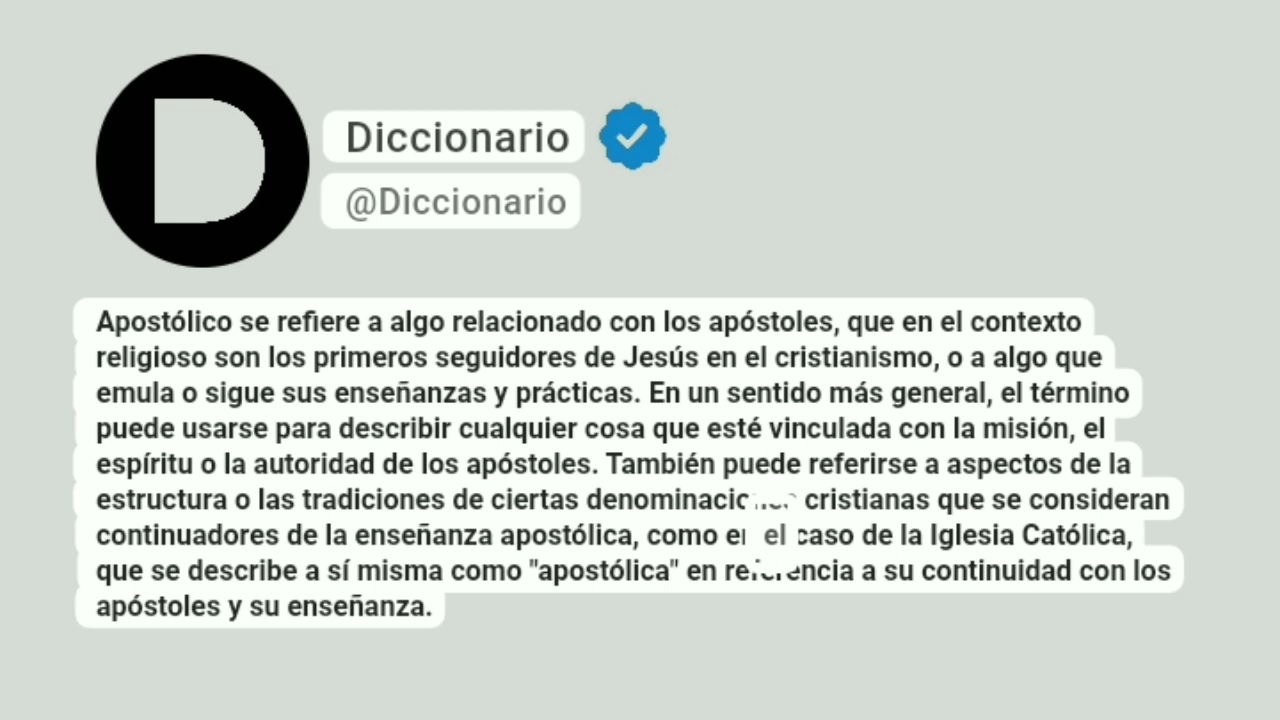 D
Diccionario
@Diccionario
Apostólico se refiere a algo relacionado con los apóstoles, que en el contexto
religioso son los primeros seguidores de Jesús en el cristianismo, o a algo que
emula o sigue sus enseñanzas y prácticas. En un sentido más general, el término
puede usarse para describir cualquier cosa que esté vinculada con la misión, el
espíritu o la autoridad de los apóstoles. También puede referirse a aspectos de la
estructura o las tradiciones de ciertas denominaciones cristianas que se consideran
continuadores de la enseñanza apostólica, como en el caso de la Iglesia Católica,
que se describe a sí misma como "apostólica" en referencia a su continuidad con los
apóstoles y su enseñanza.